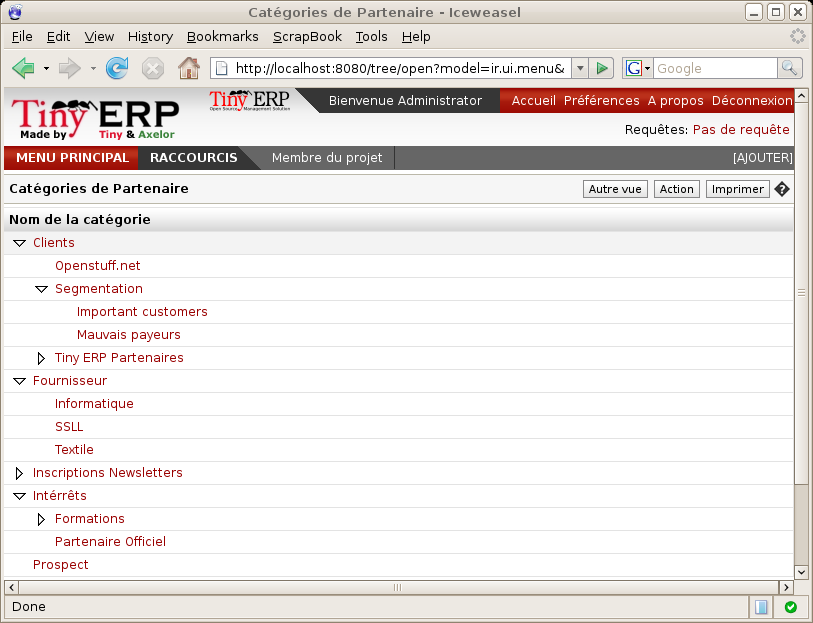 Catégories de Partenaire - Iceweasel
File Edit View History Bookmarks ScrapBook Tools Help
http://localhost:8080/tree/open?model=ir.ui.menu& G Google
Tiny ERP Tiny ERP Bienvenue Administrator Accueil Préférences A propos Déconnexion
Open Source Management Solution
Made by Tiny & Axelor Requêtes: Pas de requête
MENU PRINCIPAL RACCOURCIS Membre du projet [AJOUTER]
Catégories de Partenaire Autre vue Action Imprimer ?
Nom de la catégorie
Clients
Openstuff.net
Segmentation
Important customers
Mauvais payeurs
Tiny ERP Partenaires
Fournisseur
Informatique
SSLL
Textile
Inscriptions Newsletters
Intérrêts
Formations
Partenaire Officiel
Prospect
Done